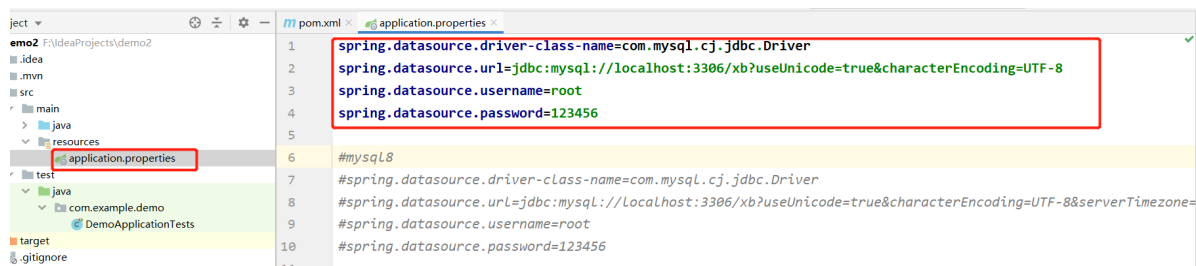 ject
pom.xml
application.properties
emo2 F:\IdeaProjects\demo2
.idea
.mvn
src
main
java
resources
application.properties
test
java
com.example.demo
DemoApplicationTests
target
.gitignore
1 spring.datasource.driver-class-name=com.mysql.cj.jdbc.Driver
2 spring.datasource.url=jdbc:mysql://localhost:3306/xb?useUnicode=true&characterEncoding=UTF-8
3 spring.datasource.username=root
4 spring.datasource.password=123456
5
6 #mysql8
7 #spring.datasource.driver-class-name=com.mysql.cj.jdbc.Driver
8 #spring.datasource.url=jdbc:mysql://localhost:3306/xb?useUnicode=true&characterEncoding=UTF-8&serverTimezone=
9 #spring.datasource.username=root
10 #spring.datasource.password=123456